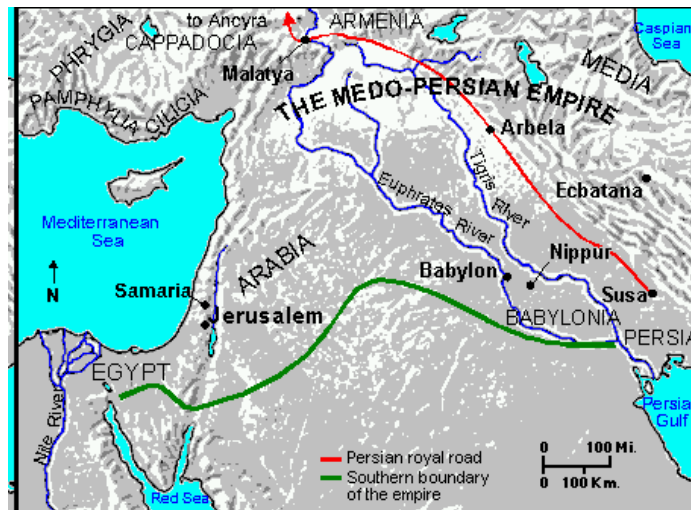 to Ancyra
ARMENIA
Caspian
Sea
PHRYGIA
CAPPADOCIA
Malatya
MEDIA
THE MEDO-PERSIAN EMPIRE
PAMPHYLIA
CILICIA
Arbela
Tigris River
Ecbatana
Euphrates River
Mediterranean
Sea
ARABIA
Nippur
N
Babylon
Samaria
Susa
Jerusalem
BABYLONIA
PERSIA
EGYPT
Nile River
Persian
Gulf
Red Sea
Persian royal road
Southern boundary
of the empire
0 100 Mi.
0 100 Km.